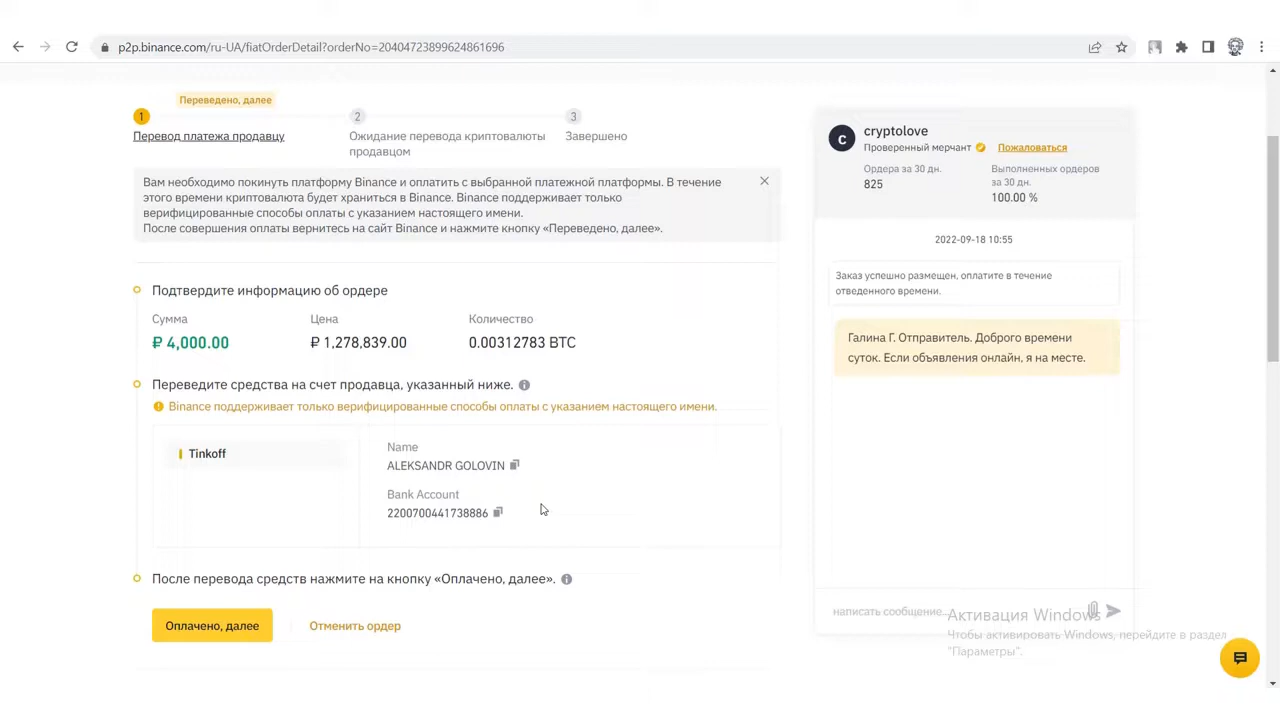 p2p.binance.com/ru-UA/fiatOrderDetail?orderNo=20404723899624861696
Переведено, далее
1
2
3
Перевод платежа продавцу
Ожидание перевода криптовалюты
продавцом
Завершено
Вам необходимо покинуть платформу Binance и оплатить с выбранной платежной платформы. В течение
этого времени криптовалюта будет храниться в Binance. Binance поддерживает только
верифицированные способы оплаты с указанием настоящего имени.
После совершения оплаты вернитесь на сайт Binance и нажмите кнопку «Переведено, далее».
Подтвердите информацию об ордере
Сумма
Цена
Количество
₽ 4,000.00
₽ 1,278,839.00
0.00312783 BTC
Переведите средства на счет продавца, указанный ниже.
Binance поддерживает только верифицированные способы оплаты с указанием настоящего имени.
Tinkoff
Name
ALEKSANDR GOLOVIN
Bank Account
2200700441738886
После перевода средств нажмите на кнопку «Оплачено, далее».
Оплачено, далее
Отменить ордер
C
cryptolove
Проверенный мерчант
Пожаловаться
Ордера за 30 дн.
825
Выполненных ордеров
за 30 дн.
100.00 %
2022-09-18 10:55
Заказ успешно размещен, оплатите в течение
отведенного времени.
Галина Г. Отправитель. Доброго времени
суток. Если объявления онлайн, я на месте.
написать сообщение...
Активация Windows
Чтобы активировать Windows, перейдите в раздел
"Параметры".